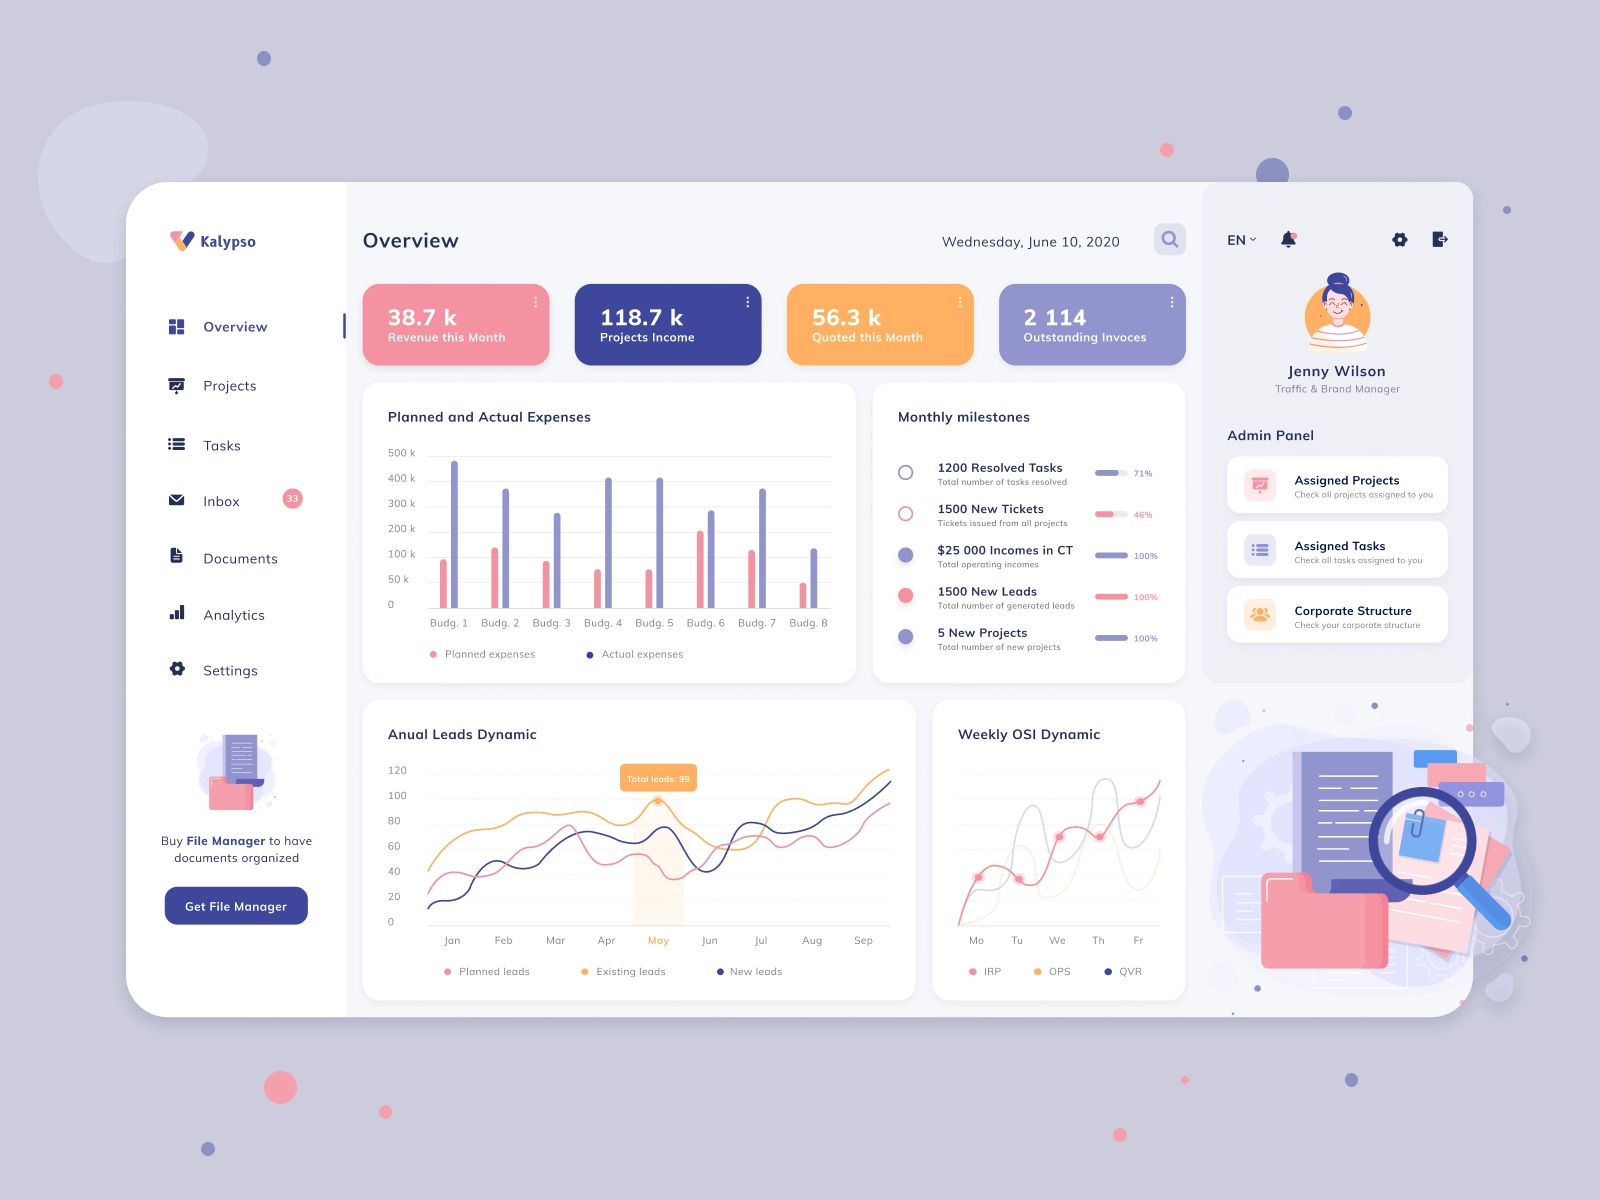 Kalypso
Overview
Projects
Tasks
Inbox
33
Documents
Analytics
Settings
Buy File Manager to have
documents organized
Get File Manager
Overview
Wednesday, June 10, 2020
38.7 k
Revenue this Month
118.7 k
Projects Income
56.3 k
Quoted this Month
2 114
Outstanding Invoces
Planned and Actual Expenses
500 k
400 k
300 k
200 k
100 k
50 k
0
Budg. 1 Budg. 2 Budg. 3 Budg. 4 Budg. 5 Budg. 6 Budg. 7 Budg. 8
Planned expenses Actual expenses
Monthly milestones
1200 Resolved Tasks
Total number of tasks resolved
71%
1500 New Tickets
Tickets issued from all projects
46%
$25 000 Incomes in CT
Total operating incomes
100%
1500 New Leads
Total number of generated leads
100%
5 New Projects
Total number of new projects
100%
Anual Leads Dynamic
120
100
80
60
40
20
0
Total leads: 99
Jan Feb Mar Apr May Jun Jul Aug Sep
Planned leads Existing leads New leads
Weekly OSI Dynamic
Mo Tu We Th Fr
IRP OPS QVR
EN
Jenny Wilson
Traffic & Brand Manager
Admin Panel
Assigned Projects
Check all projects assigned to you
Assigned Tasks
Check all tasks assigned to you
Corporate Structure
Check your corporate structure